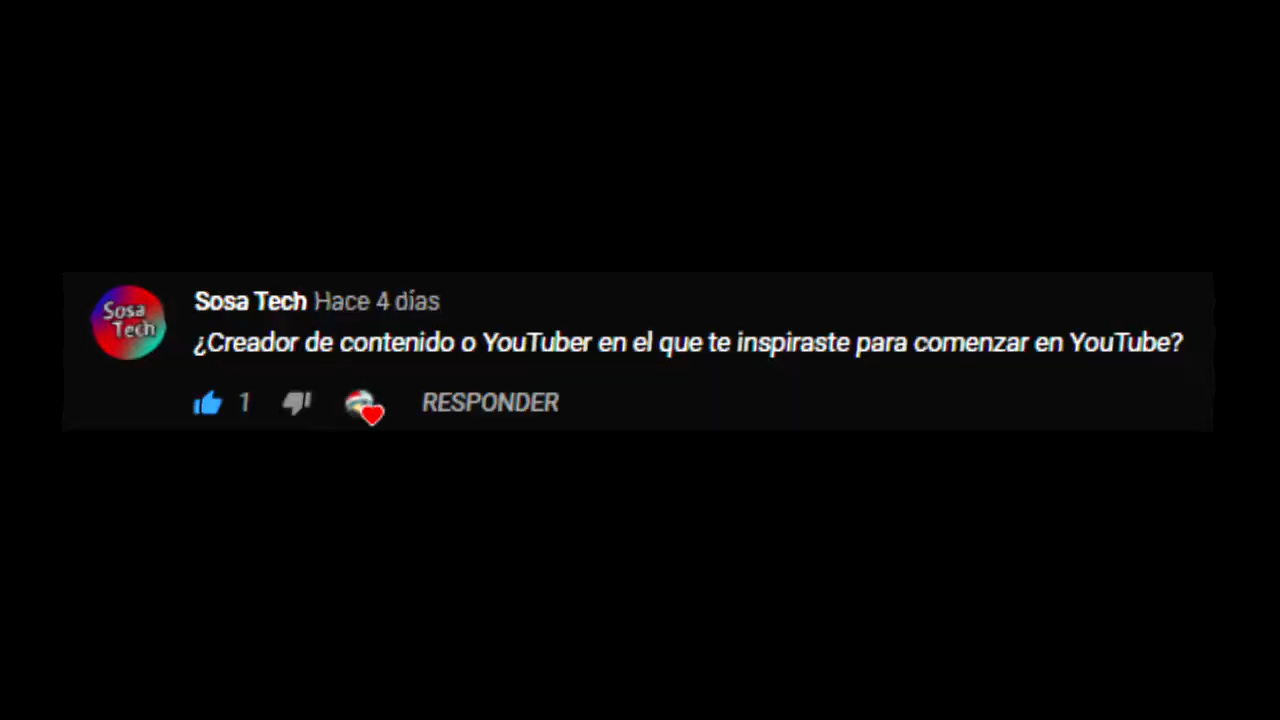 Sosa
Tech
Sosa Tech Hace 4 días
¿Creador de contenido o YouTuber en el que te inspiraste para comenzar en YouTube?
1
RESPONDER